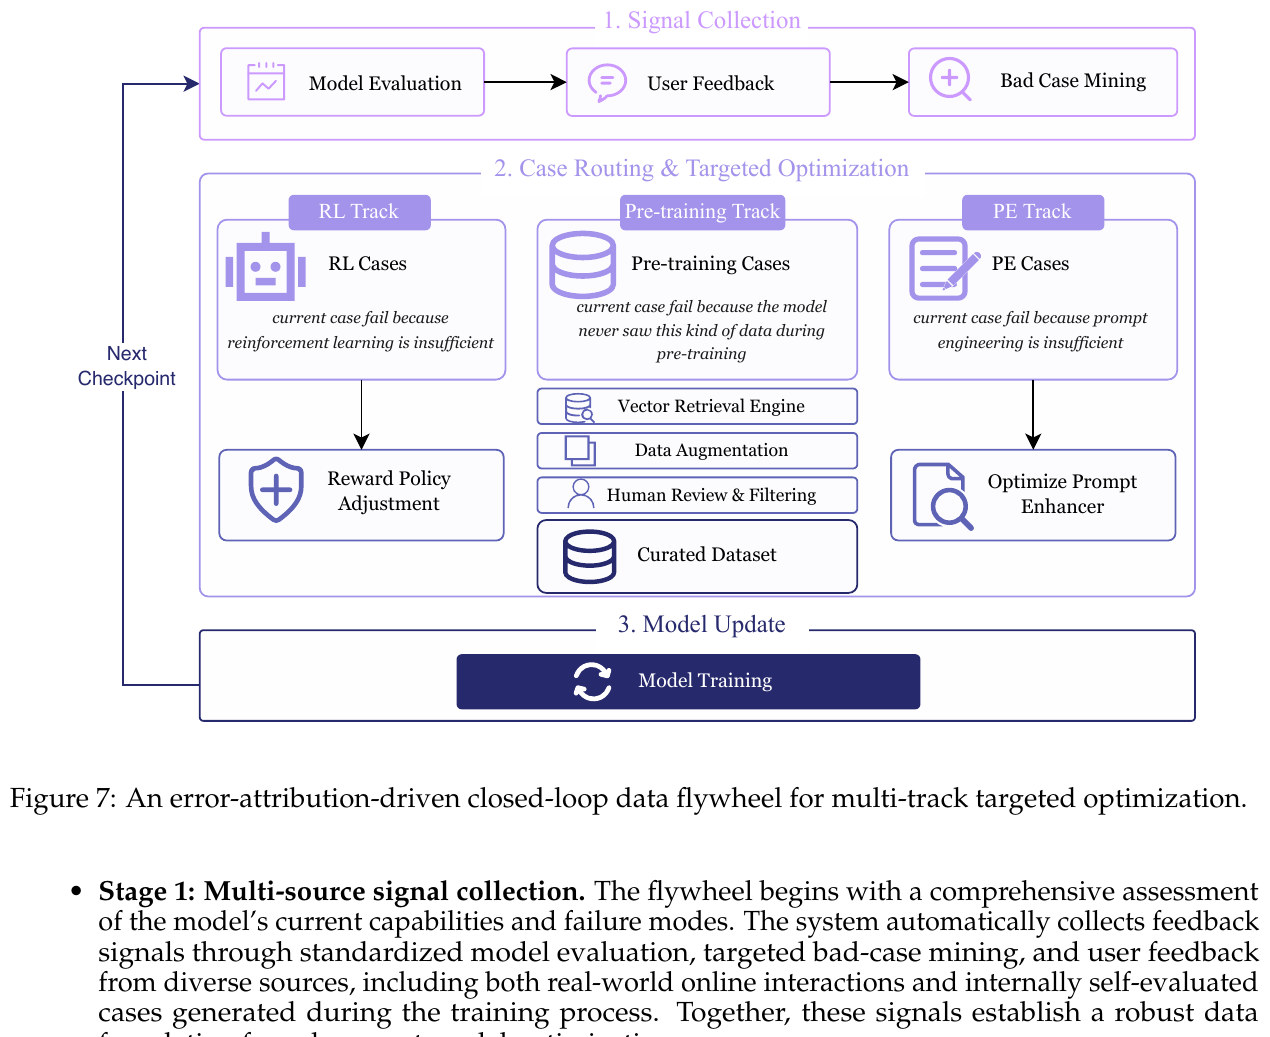 1. Signal Collection
Model Evaluation
User Feedback
Bad Case Mining
2. Case Routing & Targeted Optimization
RL Track
Pre-training Track
PE Track
RL Cases
current case fail because
reinforcement learning is insufficient
Pre-training Cases
current case fail because the model
never saw this kind of data during
pre-training
PE Cases
current case fail because prompt
engineering is insufficient
Next
Checkpoint
Vector Retrieval Engine
Data Augmentation
Human Review & Filtering
Curated Dataset
Reward Policy
Adjustment
Optimize Prompt
Enhancer
3. Model Update
Model Training
Figure 7: An error-attribution-driven closed-loop data flywheel for multi-track targeted optimization.
• Stage 1: Multi-source signal collection. The flywheel begins with a comprehensive assessment
of the model's current capabilities and failure modes. The system automatically collects feedback
signals through standardized model evaluation, targeted bad-case mining, and user feedback
from diverse sources, including both real-world online interactions and internally self-evaluated
cases generated during the training process. Together, these signals establish a robust data